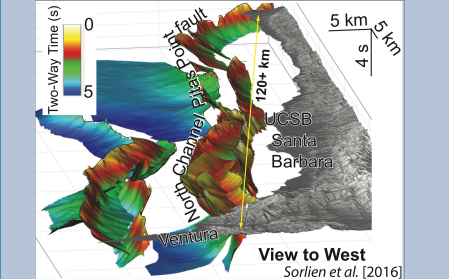 Two-Way Time (s)
0
5
North Channel Pitas Point fault
120+ km
5 km
5 km
4 s
UCSB
Santa
Barbara
Ventura
View to West
Sorlien et al. [2016]